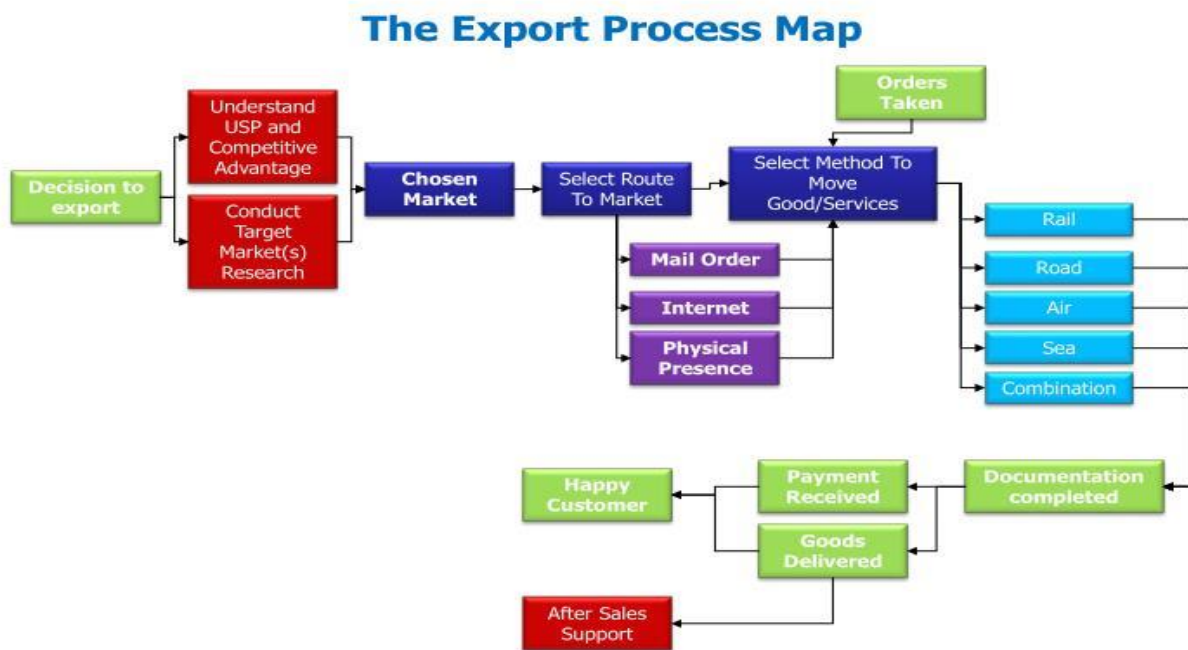 The Export Process Map
Orders
Taken
Understand
USP and
Competitive
Advantage
Decision to
export
Conduct
Target
Market(s)
Research
Chosen
Market
Select Route
To Market
Select Method To
Move
Good/Services
Mail Order
Internet
Physical
Presence
Rail
Road
Air
Sea
Combination
Documentation
completed
Payment
Received
Goods
Delivered
Happy
Customer
After Sales
Support